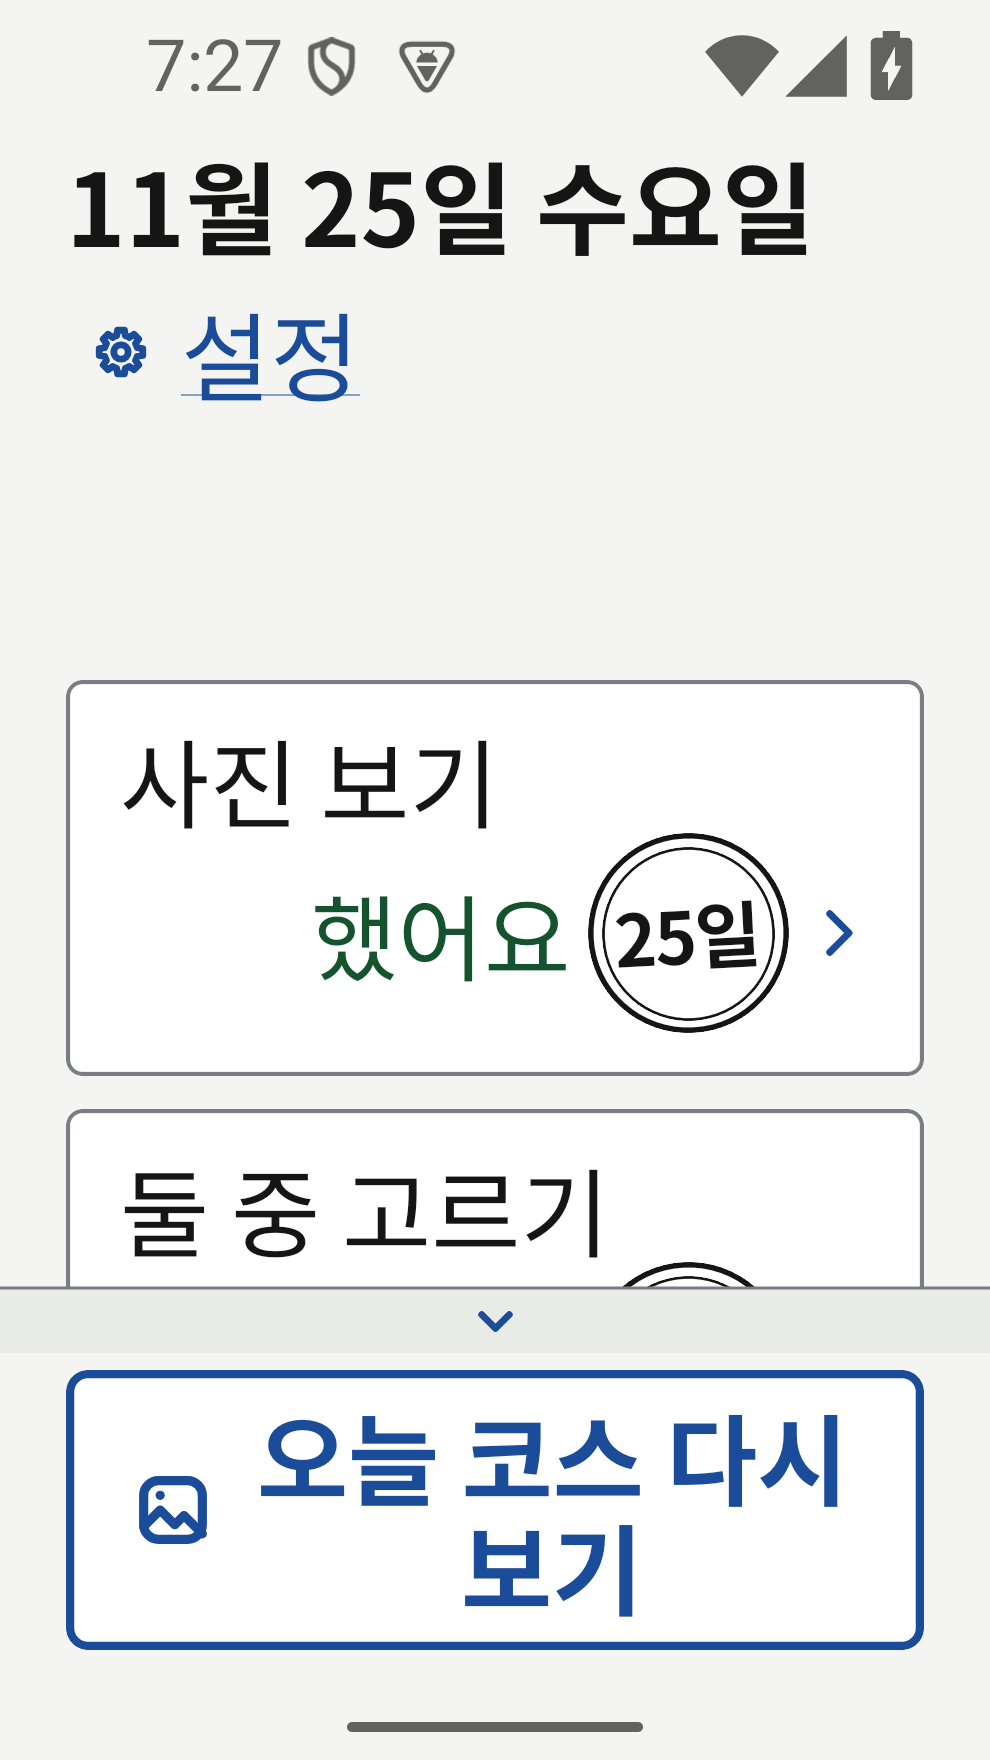 7:27
11월 25일 수요일
설정
사진 보기
했어요
25일
둘 중 고르기
오늘 코스 다시
보기